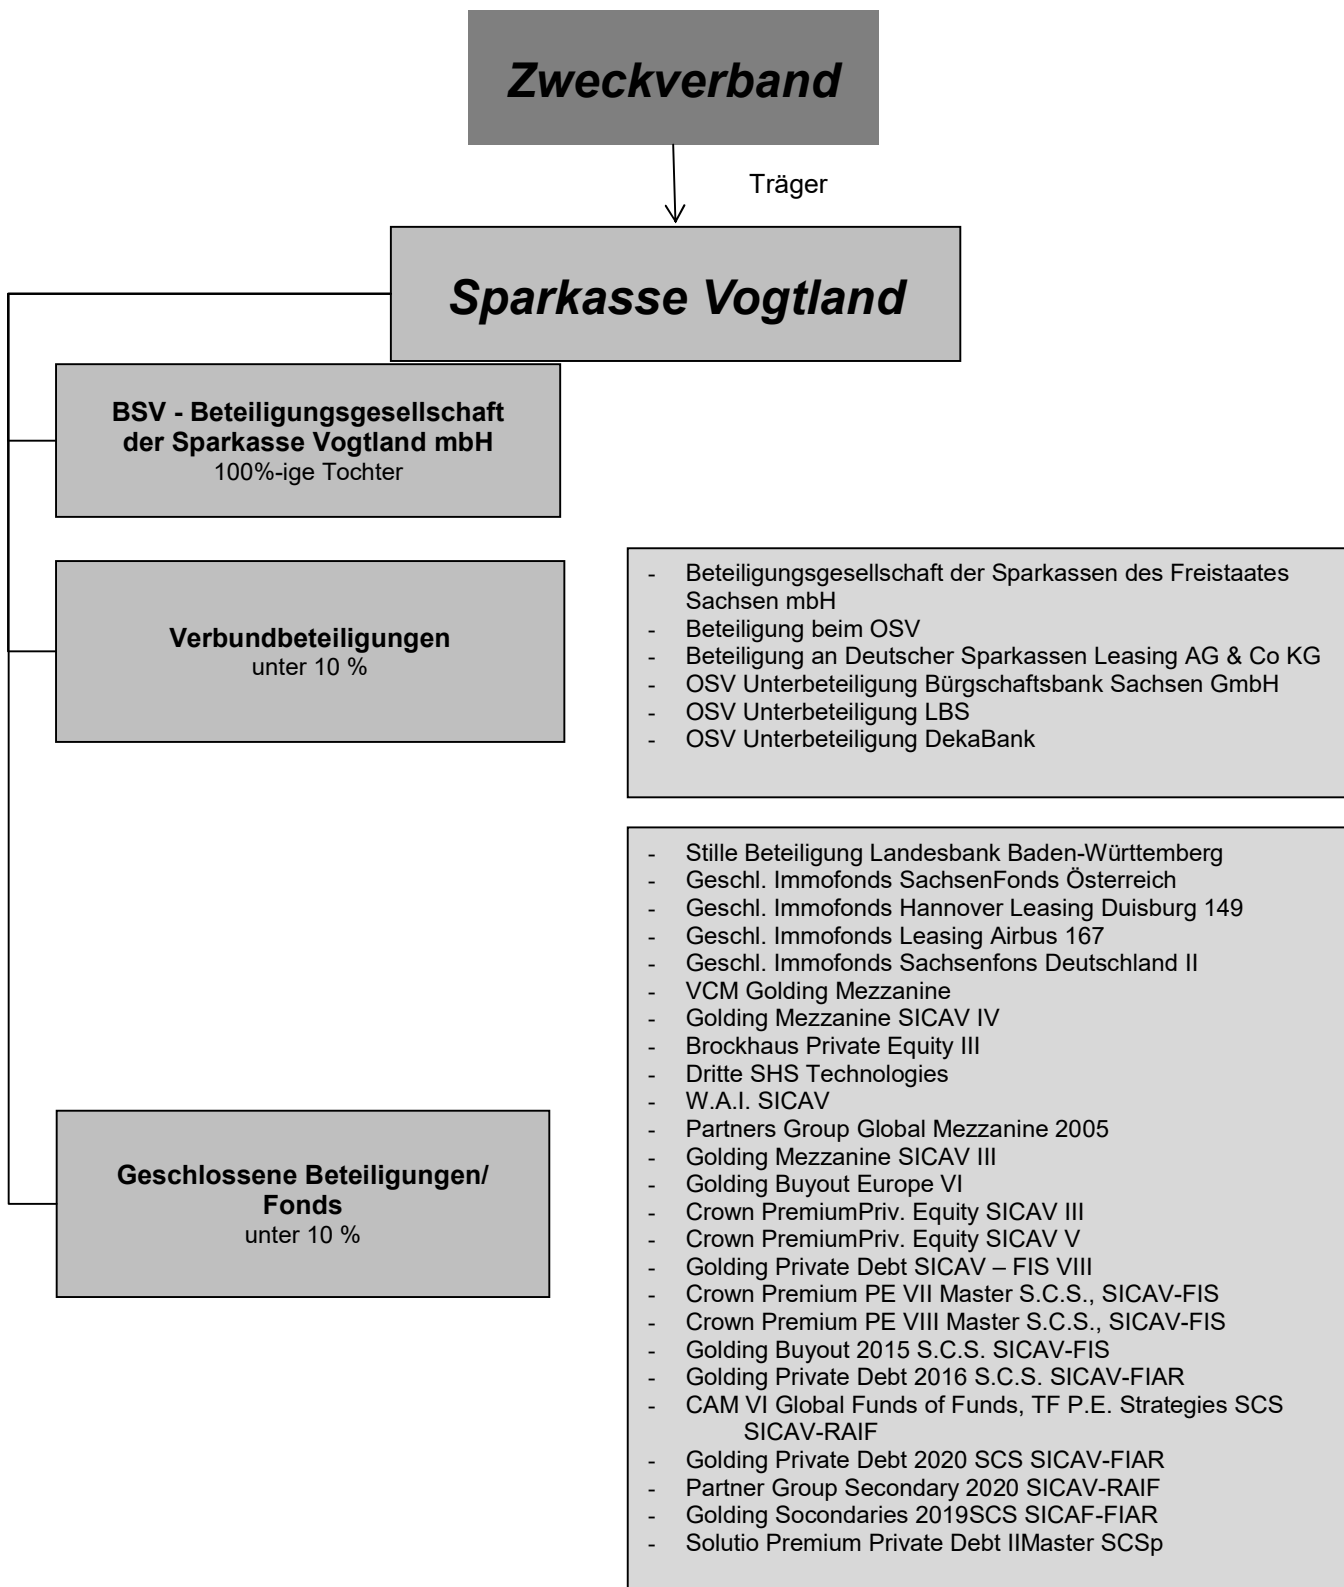 Zweckverband
Träger
Sparkasse Vogtland
BSV - Beteiligungsgesellschaft
der Sparkasse Vogtland mbH
100%-ige Tochter
Verbundbeteiligungen
unter 10 %
- Beteiligungsgesellschaft der Sparkassen des Freistaates
Sachsen mbH
- Beteiligung beim OSV
- Beteiligung an Deutscher Sparkassen Leasing AG & Co KG
- OSV Unterbeteiligung Bürgschaftsbank Sachsen GmbH
- OSV Unterbeteiligung LBS
- OSV Unterbeteiligung DekaBank
Geschlossene Beteiligungen/
Fonds
unter 10 %
- Stille Beteiligung Landesbank Baden-Württemberg
- Geschl. Immofonds SachsenFonds Österreich
- Geschl. Immofonds Hannover Leasing Duisburg 149
- Geschl. Immofonds Leasing Airbus 167
- Geschl. Immofonds Sachsenfons Deutschland II
- VCM Golding Mezzanine
- Golding Mezzanine SICAV IV
- Brockhaus Private Equity III
- Dritte SHS Technologies
- W.A.I. SICAV
- Partners Group Global Mezzanine 2005
- Golding Mezzanine SICAV III
- Golding Buyout Europe VI
- Crown PremiumPriv. Equity SICAV III
- Crown PremiumPriv. Equity SICAV V
- Golding Private Debt SICAV – FIS VIII
- Crown Premium PE VII Master S.C.S., SICAV-FIS
- Crown Premium PE VIII Master S.C.S., SICAV-FIS
- Golding Buyout 2015 S.C.S. SICAV-FIS
- Golding Private Debt 2016 S.C.S. SICAV-FIAR
- CAM VI Global Funds of Funds, TF P.E. Strategies SCS
SICAV-RAIF
- Golding Private Debt 2020 SCS SICAV-FIAR
- Partner Group Secondary 2020 SICAV-RAIF
- Golding Socondaries 2019SCS SICAF-FIAR
- Solutio Premium Private Debt IIMaster SCSp